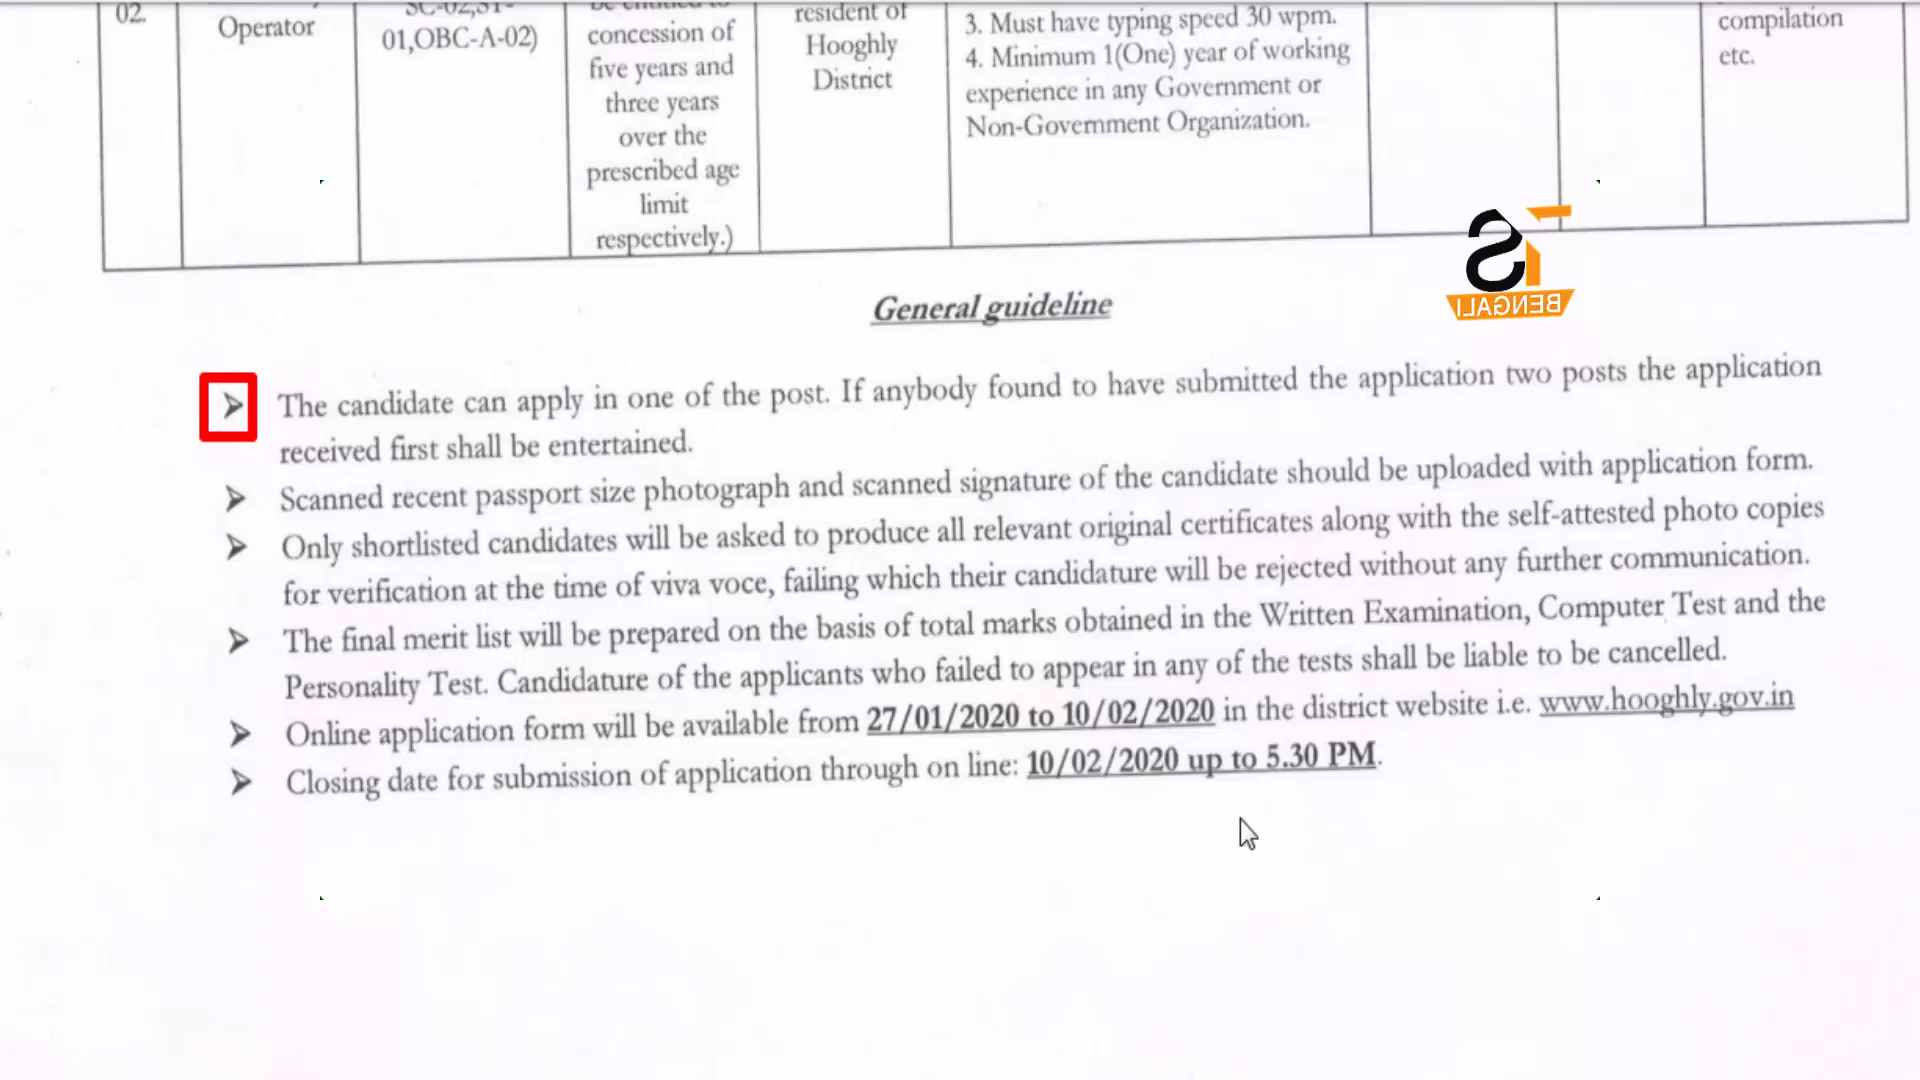 02.
Operator
SC-02,ST-
01,OBC-A-02)
be entitled to
concession of
five years and
three years
over the
prescribed age
limit
respectively.)
resident of
Hooghly
District
3. Must have typing speed 30 wpm.
4. Minimum 1(One) year of working
experience in any Government or
Non-Government Organization.
compilation
etc.
BENGALI
General guideline
➤ The candidate can apply in one of the post. If anybody found to have submitted the application two posts the application
received first shall be entertained.
➤ Scanned recent passport size photograph and scanned signature of the candidate should be uploaded with application form.
➤ Only shortlisted candidates will be asked to produce all relevant original certificates along with the self-attested photo copies
for verification at the time of viva voce, failing which their candidature will be rejected without any further communication.
➤ The final merit list will be prepared on the basis of total marks obtained in the Written Examination, Computer Test and the
Personality Test. Candidature of the applicants who failed to appear in any of the tests shall be liable to be cancelled.
➤ Online application form will be available from 27/01/2020 to 10/02/2020 in the district website i.e. www.hooghly.gov.in
➤ Closing date for submission of application through on line: 10/02/2020 up to 5.30 PM.